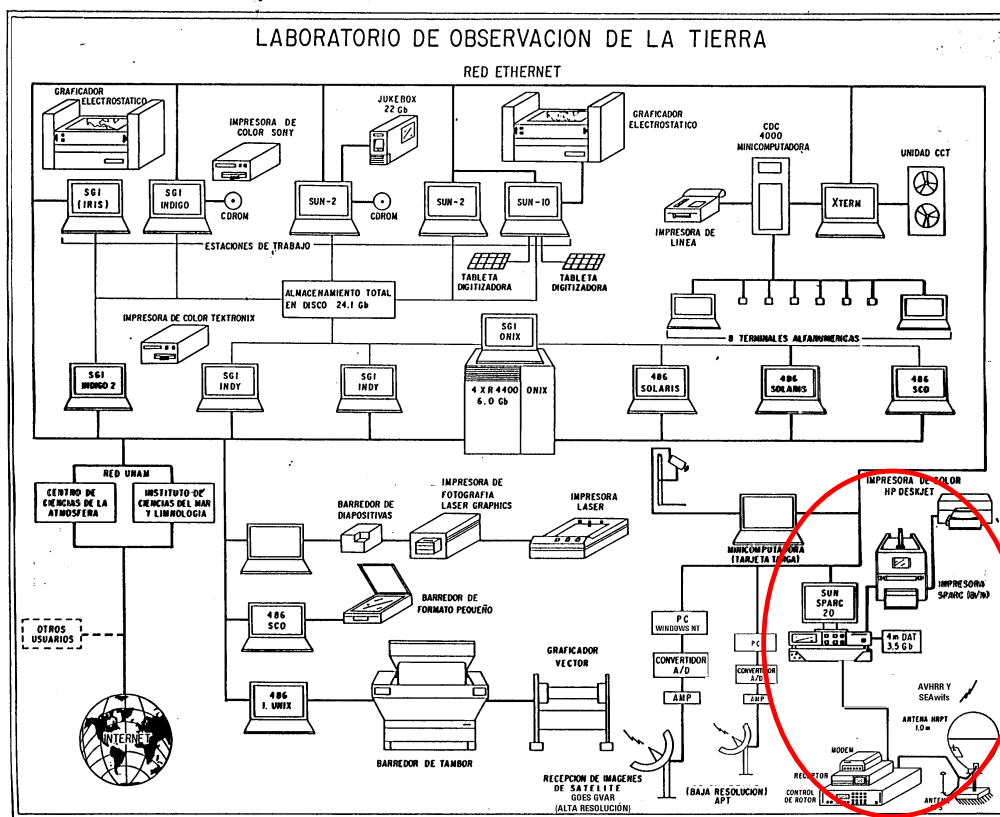 LABORATORIO DE OBSERVACION DE LA TIERRA
RED ETHERNET
GRAFICADOR
ELECTROSTATICO
IMPRESORA DE
COLOR SONY
JUKEBOX
22 Gb
GRAFICADOR
ELECTROSTATICO
CDC
4000
MINICOMPUTADORA
UNIDAD CCT
SGI
(IRIS)
SGI
INDIGO
CDROM
SUN-2
CDROM
SUN-2
SUN-10
IMPRESORA DE
LINEA
XTERM
ESTACIONES DE TRABAJO
TABLETA
DIGITIZADORA
TABLETA
DIGITIZADORA
ALMACENAMIENTO TOTAL
EN DISCO 24.1 Gb
IMPRESORA DE COLOR TEKTRONIX
8 TERMINALES ALFANUMERICAS
SGI
ONIX
SGI
INDIGO 2
SGI
INDY
SGI
INDY
4 X R 4400
6.0 Gb
ONIX
486
SOLARIS
486
SOLARIS
486
SCO
RED UNAM
CENTRO DE
CIENCIAS DE LA
ATMOSFERA
INSTITUTO DE
CIENCIAS DEL MAR
Y LIMNOLOGIA
BARREDOR DE
DIAPOSITIVAS
IMPRESORA DE
FOTOGRAFIA
LASER GRAPHICS
IMPRESORA
LASER
MINICOMPUTADORA
(TARJETA TANGA)
IMPRESORA DE COLOR
HP DESKJET
IMPRESORA
SPARC (B/N)
SUN
SPARC
20
4m DAT
3.5 Gb
OTROS
USUARIOS
486
SCO
BARREDOR DE
FORMATO PEQUEÑO
PC
WINDOWS NT
PC
CONVERTIDOR
A/D
CONVERTIDOR
A/D
AMP
AMP
486
I. UNIX
GRAFICADOR
VECTOR
INTERNET
BARREDOR DE TAMBOR
RECEPCION DE IMAGENES
DE SATELITE
GOES GVAR
(ALTA RESOLUCIÓN)
(BAJA RESOLUCION)
APT
AVHRR Y
SEAwifs
ANTENA HRPT
1.0 m
MODEM
RECEPTOR
CONTROL
DE ROTOR
ANTENA